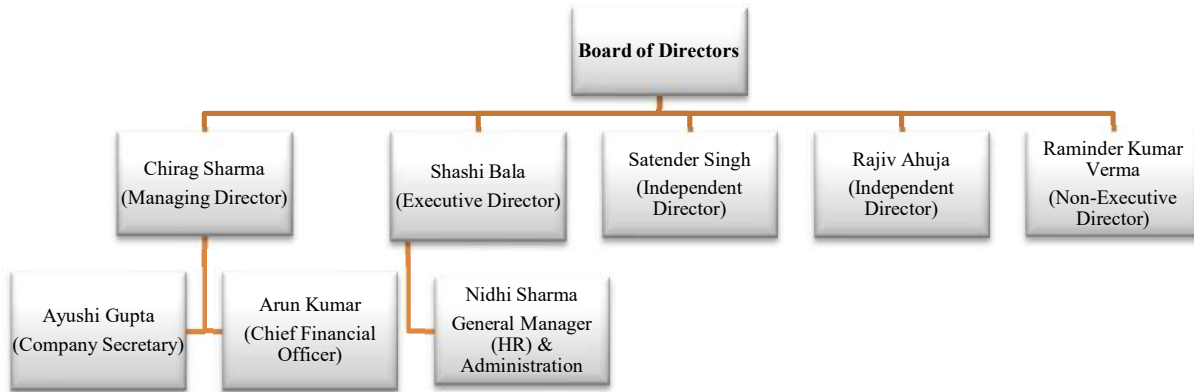 Board of Directors
Chirag Sharma
(Managing Director)
Shashi Bala
(Executive Director)
Satender Singh
(Independent
Director)
Rajiv Ahuja
(Independent
Director)
Raminder Kumar
Verma
(Non-Executive
Director)
Ayushi Gupta
(Company Secretary)
Arun Kumar
(Chief Financial
Officer)
Nidhi Sharma
General Manager
(HR) &
Administration